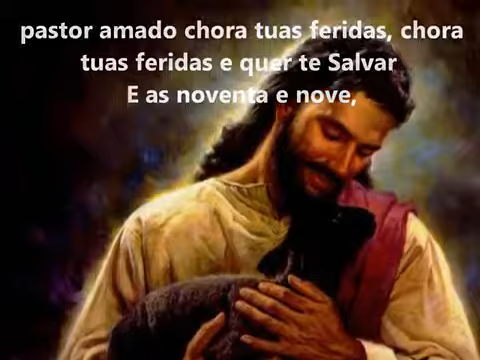 pastor amado chora tuas feridas, chora
tuas feridas e quer te Salvar
E as noventa e nove,